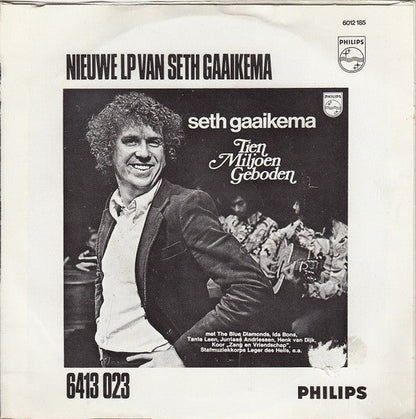 6012 185
PHILIPS
NIEUWE LP VAN SETH GAAIKEMA
seth gaaikema
Tien
Miljoen
Geboden
met The Blue Diamonds, Ida Bons,
Tante Leen, Jurriaan Andriessen, Henk van Dijk,
Koor „Zang en Vriendschap”,
Stafmuziekkorps Leger des Heils, e.a.
6413 023
PHILIPS